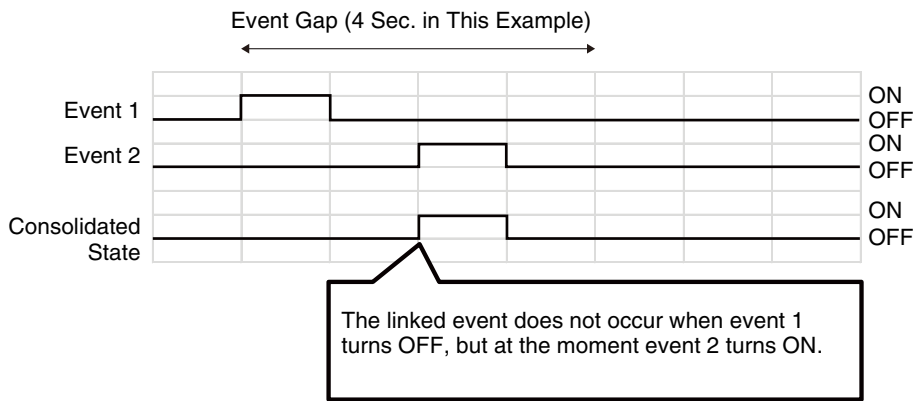 Event Gap (4 Sec. in This Example)
Event 1
ON
OFF
Event 2
ON
OFF
Consolidated
State
ON
OFF
The linked event does not occur when event 1
turns OFF, but at the moment event 2 turns ON.